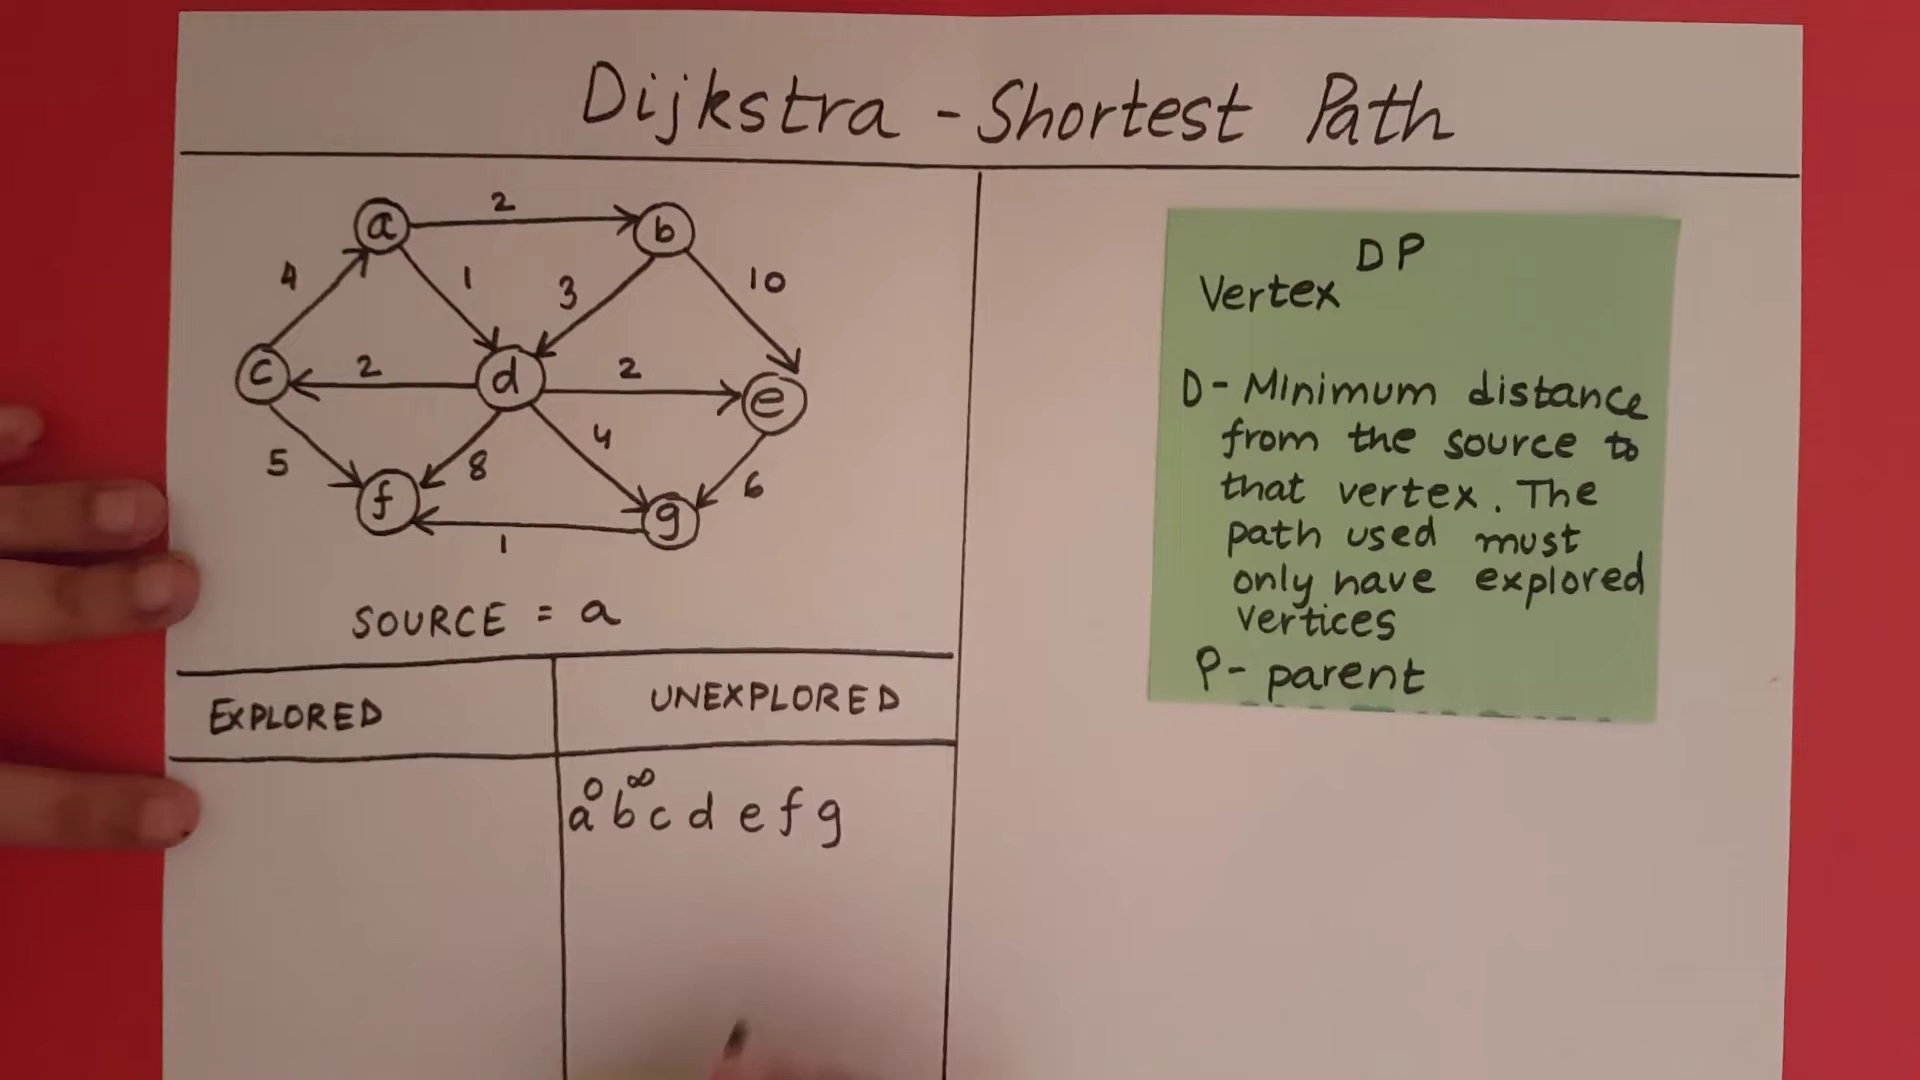 Dijkstra - Shortest Path
2
a
b
4
1
3
10
c
2
d
2
e
5
8
4
6
f
g
1
SOURCE = a
EXPLORED
UNEXPLORED
0 ∞
a b c d e f g
D P
Vertex
D - Minimum distance
from the source to
that vertex. The
path used must
only have explored
vertices
P - parent